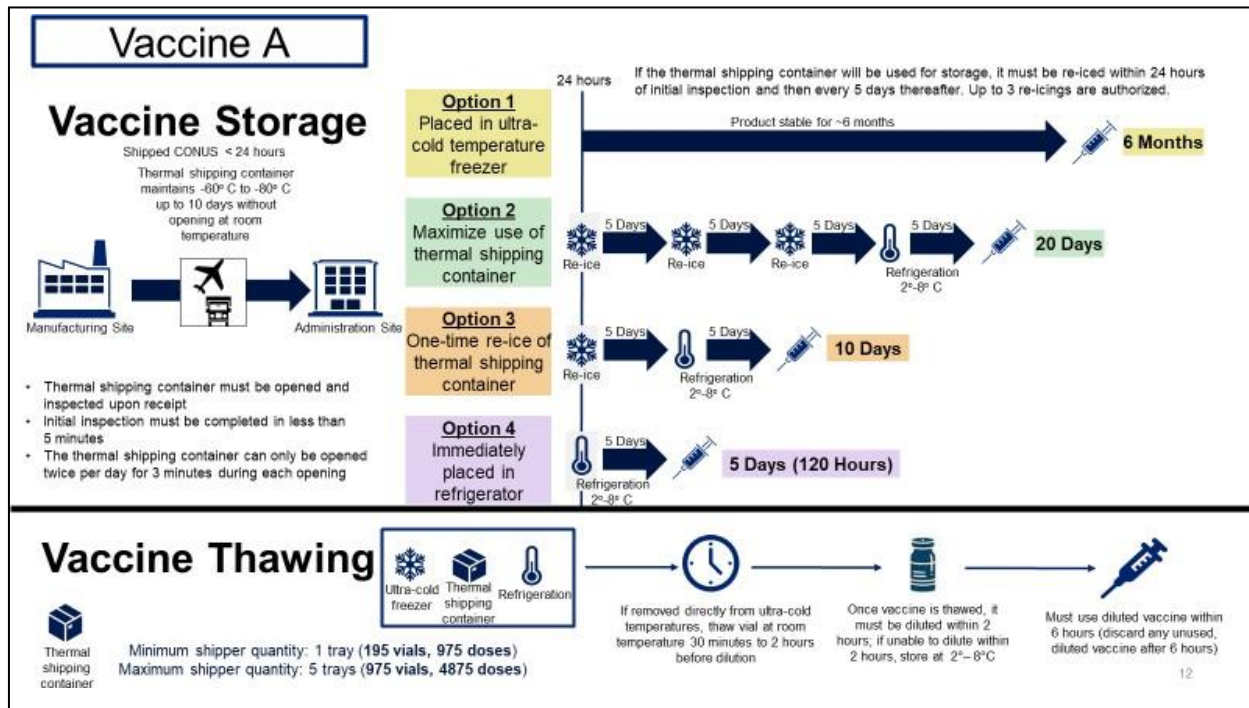 Vaccine A
Vaccine Storage
Shipped CONUS < 24 hours
Thermal shipping container
maintains -60º C to -80º C
up to 10 days without
opening at room
temperature
Manufacturing Site
Administration Site
• Thermal shipping container must be opened and
inspected upon receipt
• Initial inspection must be completed in less than
5 minutes
• The thermal shipping container can only be opened
twice per day for 3 minutes during each opening
24 hours
If the thermal shipping container will be used for storage, it must be re-iced within 24 hours
of initial inspection and then every 5 days thereafter. Up to 3 re-icings are authorized.
Option 1
Placed in ultra-
cold temperature
freezer
Product stable for ~6 months
6 Months
Option 2
Maximize use of
thermal shipping
container
5 Days
5 Days
5 Days
5 Days
Re-ice
Re-ice
Re-ice
Refrigeration
2º-8º C
20 Days
Option 3
One-time re-ice of
thermal shipping
container
5 Days
5 Days
Re-ice
Refrigeration
2º-8º C
10 Days
Option 4
Immediately
placed in
refrigerator
5 Days
Refrigeration
2º-8º C
5 Days (120 Hours)
Vaccine Thawing
Ultra-cold
freezer
Thermal
shipping
container
Refrigeration
Thermal
shipping
container
Minimum shipper quantity: 1 tray (195 vials, 975 doses)
Maximum shipper quantity: 5 trays (975 vials, 4875 doses)
If removed directly from ultra-cold
temperatures, thaw vial at room
temperature 30 minutes to 2 hours
before dilution
Once vaccine is thawed, it
must be diluted within 2
hours; if unable to dilute within
2 hours, store at 2°– 8°C
Must use diluted vaccine within
6 hours (discard any unused,
diluted vaccine after 6 hours)
12